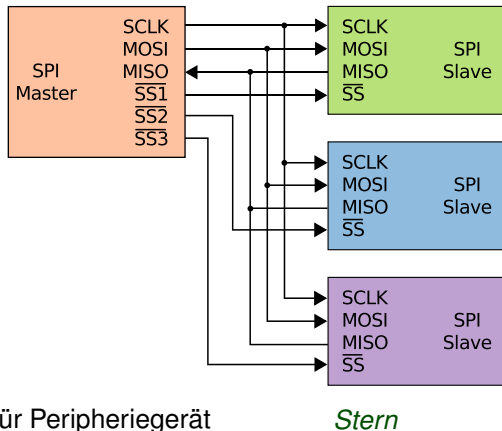 SCLK
MOSI
MISO
SS1
SS2
SS3
SPI
Master
SCLK
MOSI
MISO
SS
SPI
Slave
SCLK
MOSI
MISO
SS
SPI
Slave
SCLK
MOSI
MISO
SS
SPI
Slave
ür Peripheriegerät
Stern